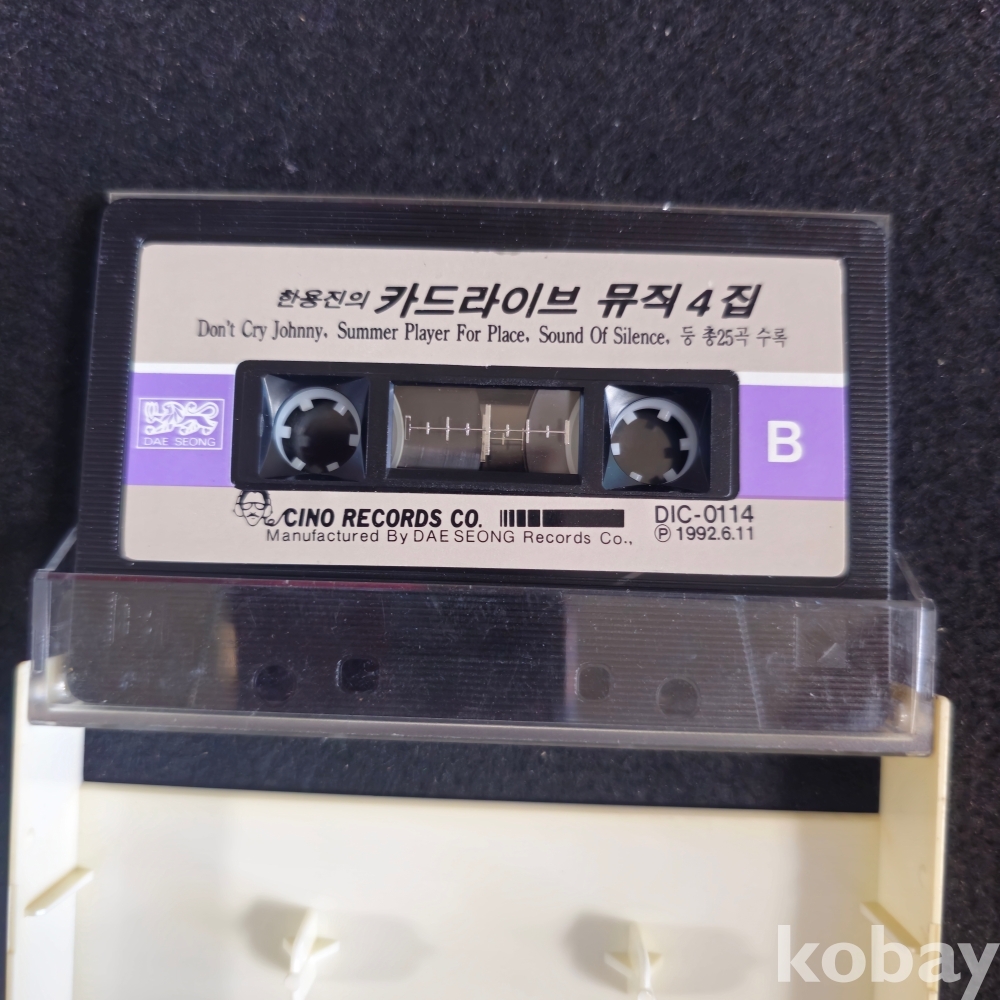 한용진의 카드라이브 뮤직 4 집
Don't Cry Johnny, Summer Player For Place, Sound Of Silence, 등 총25곡 수록
DAE SEONG
B
CINO RECORDS CO.
DIC-0114
Manufactured By DAE SEONG Records Co.,
Ⓟ 1992.6.11
kobay